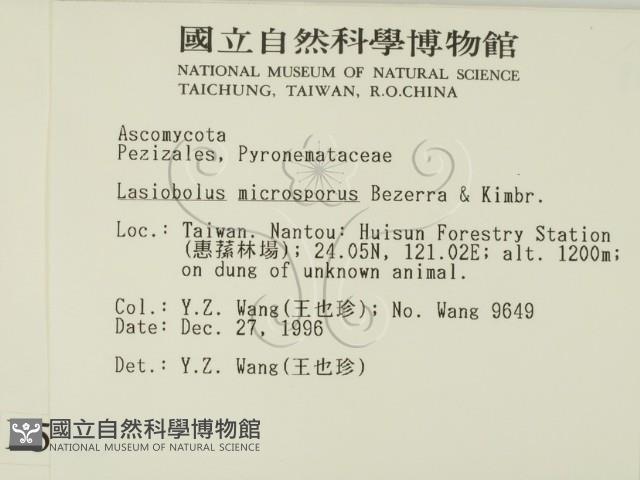 國立自然科學博物館
NATIONAL MUSEUM OF NATURAL SCIENCE
TAICHUNG, TAIWAN, R.O.CHINA
Ascomycota
Pezizales, Pyronemataceae
Lasiobolus microsporus Bezerra & Kimbr.
Loc.: Taiwan. Nantou: Huisun Forestry Station
(惠蓀林場); 24.05N, 121.02E; alt. 1200m;
on dung of unknown animal.
Col.: Y.Z. Wang(王也珍); No. Wang 9649
Date: Dec. 27, 1996
Det.: Y.Z. Wang(王也珍)
國立自然科學博物館
NATIONAL MUSEUM OF NATURAL SCIENCE